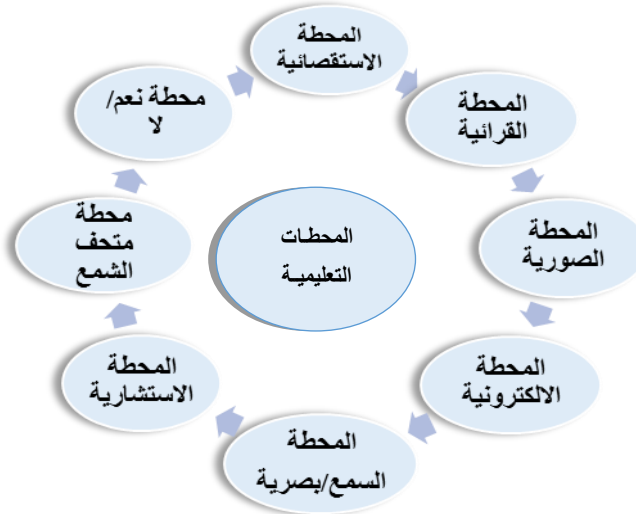 المحطة
الاستقصائية
المحطة
القرائية
المحطة
الصورية
المحطة
الالكترونية
المحطة
السمع/بصرية
المحطة
الاستشارية
محطة
متحف
الشمع
محطة نعم/
لا
المحطات
التعليمية